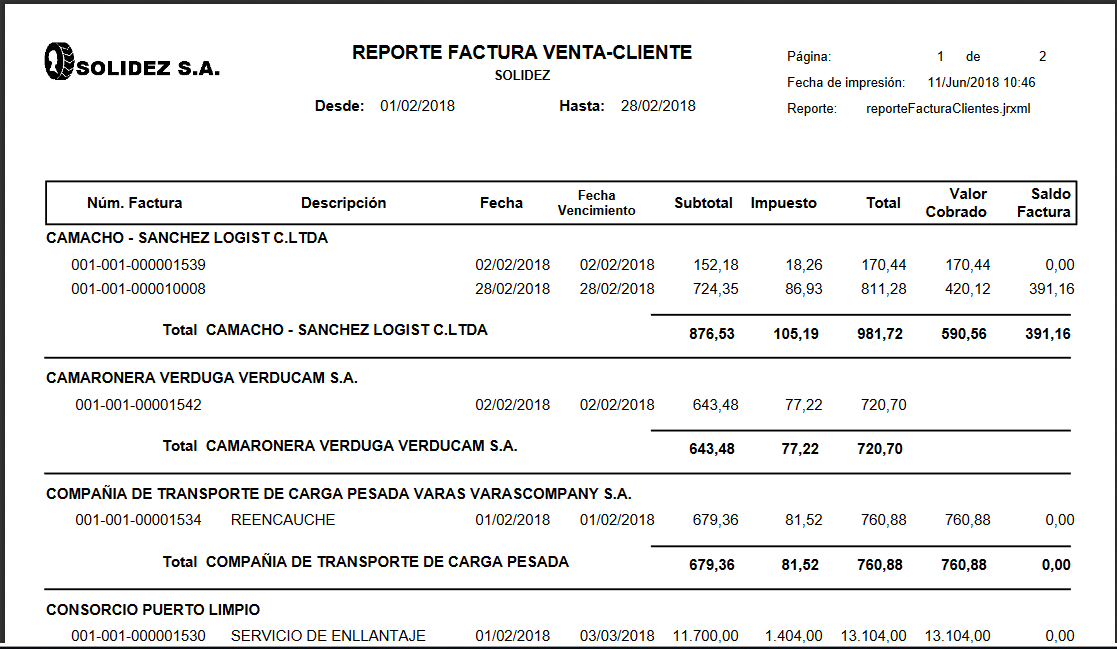 SOLIDEZ S.A.
REPORTE FACTURA VENTA-CLIENTE
SOLIDEZ
Desde: 01/02/2018 Hasta: 28/02/2018
Página: 1 de 2
Fecha de impresión: 11/Jun/2018 10:46
Reporte: reporteFacturaClientes.jrxml
Núm. Factura Descripción Fecha Fecha Vencimiento Subtotal Impuesto Total Valor Cobrado Saldo Factura
CAMACHO - SANCHEZ LOGIST C.LTDA
001-001-000001539 02/02/2018 02/02/2018 152,18 18,26 170,44 170,44 0,00
001-001-000010008 28/02/2018 28/02/2018 724,35 86,93 811,28 420,12 391,16
Total CAMACHO - SANCHEZ LOGIST C.LTDA 876,53 105,19 981,72 590,56 391,16
CAMARONERA VERDUGA VERDUCAM S.A.
001-001-00001542 02/02/2018 02/02/2018 643,48 77,22 720,70
Total CAMARONERA VERDUGA VERDUCAM S.A. 643,48 77,22 720,70
COMPAÑIA DE TRANSPORTE DE CARGA PESADA VARAS VARASCOMPANY S.A.
001-001-00001534 REENCAUCHE 01/02/2018 01/02/2018 679,36 81,52 760,88 760,88 0,00
Total COMPAÑIA DE TRANSPORTE DE CARGA PESADA 679,36 81,52 760,88 760,88 0,00
CONSORCIO PUERTO LIMPIO
001-001-000001530 SERVICIO DE ENLLANTAJE 01/02/2018 03/03/2018 11.700,00 1.404,00 13.104,00 13.104,00 0,00